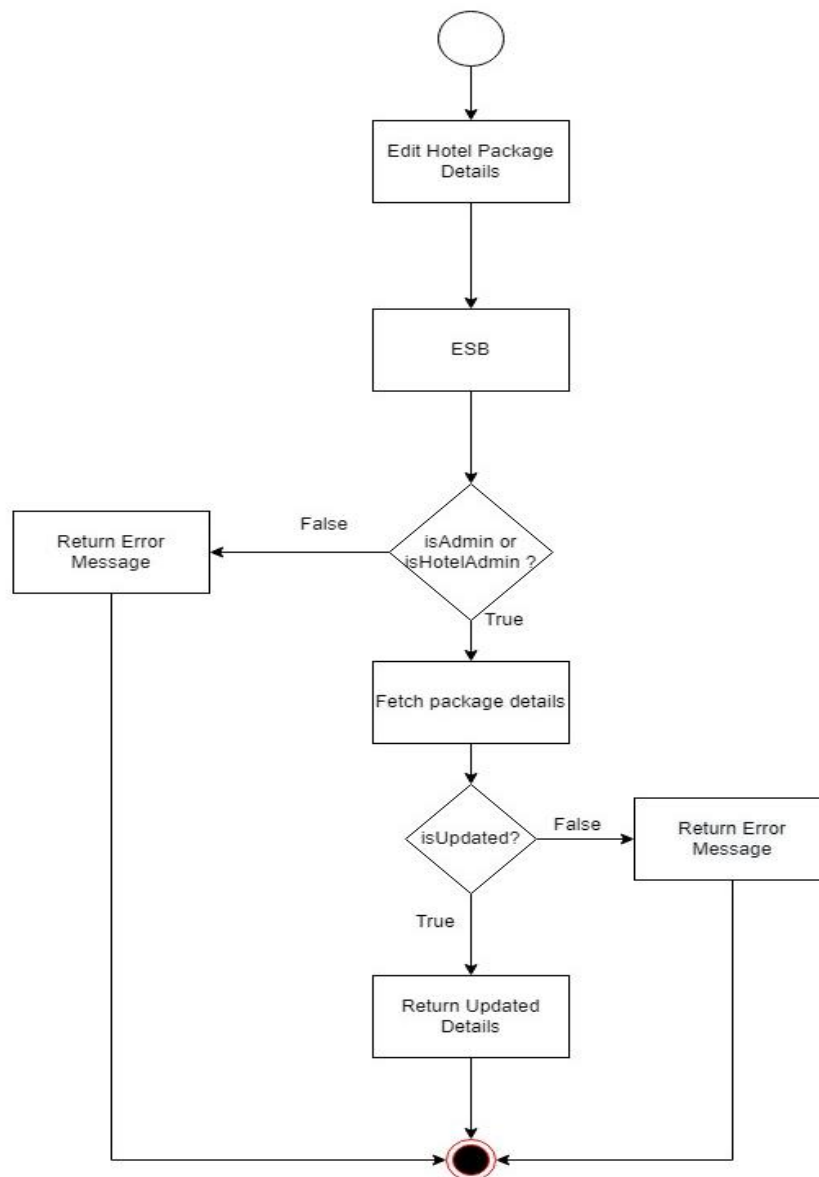 Edit Hotel Package
Details
ESB
False
Return Error
Message
isAdmin or
isHotelAdmin ?
True
Fetch package details
isUpdated?
False
Return Error
Message
True
Return Updated
Details